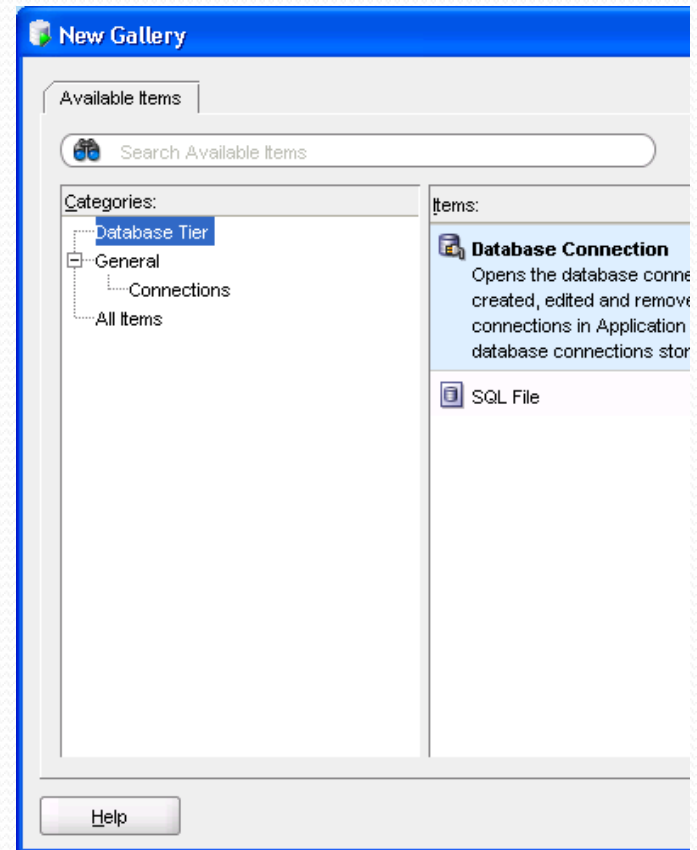 New Gallery
Available Items
Search Available Items
Categories:
Database Tier
General
Connections
All Items
Items:
Database Connection
Opens the database conne
created, edited and remove
connections in Application
database connections stor
SQL File
Help